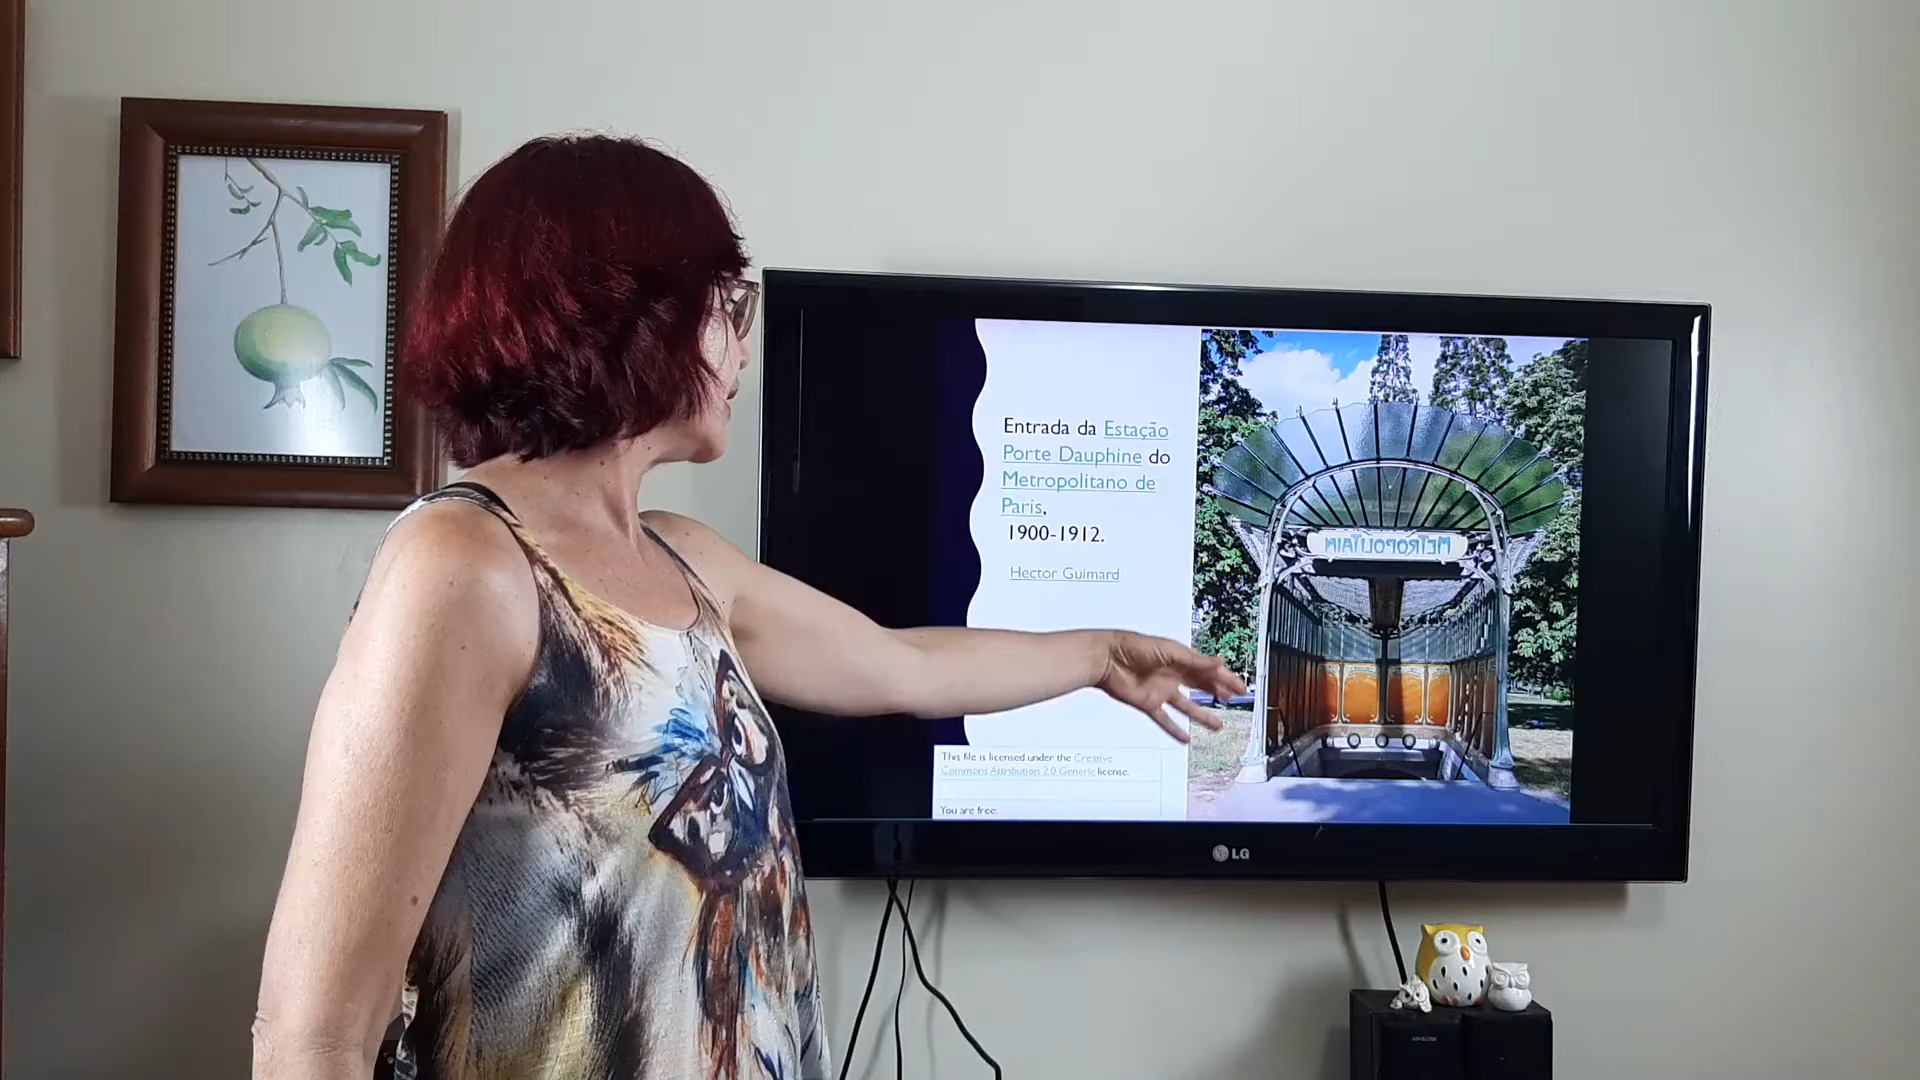 Entrada da Estação
Porte Dauphine do
Metropolitano de
Paris,
1900-1912.
Hector Guimard
METROPOLITAIN
This file is licensed under the Creative
Commons Attribution 2.0 Generic license.
You are free:
LG